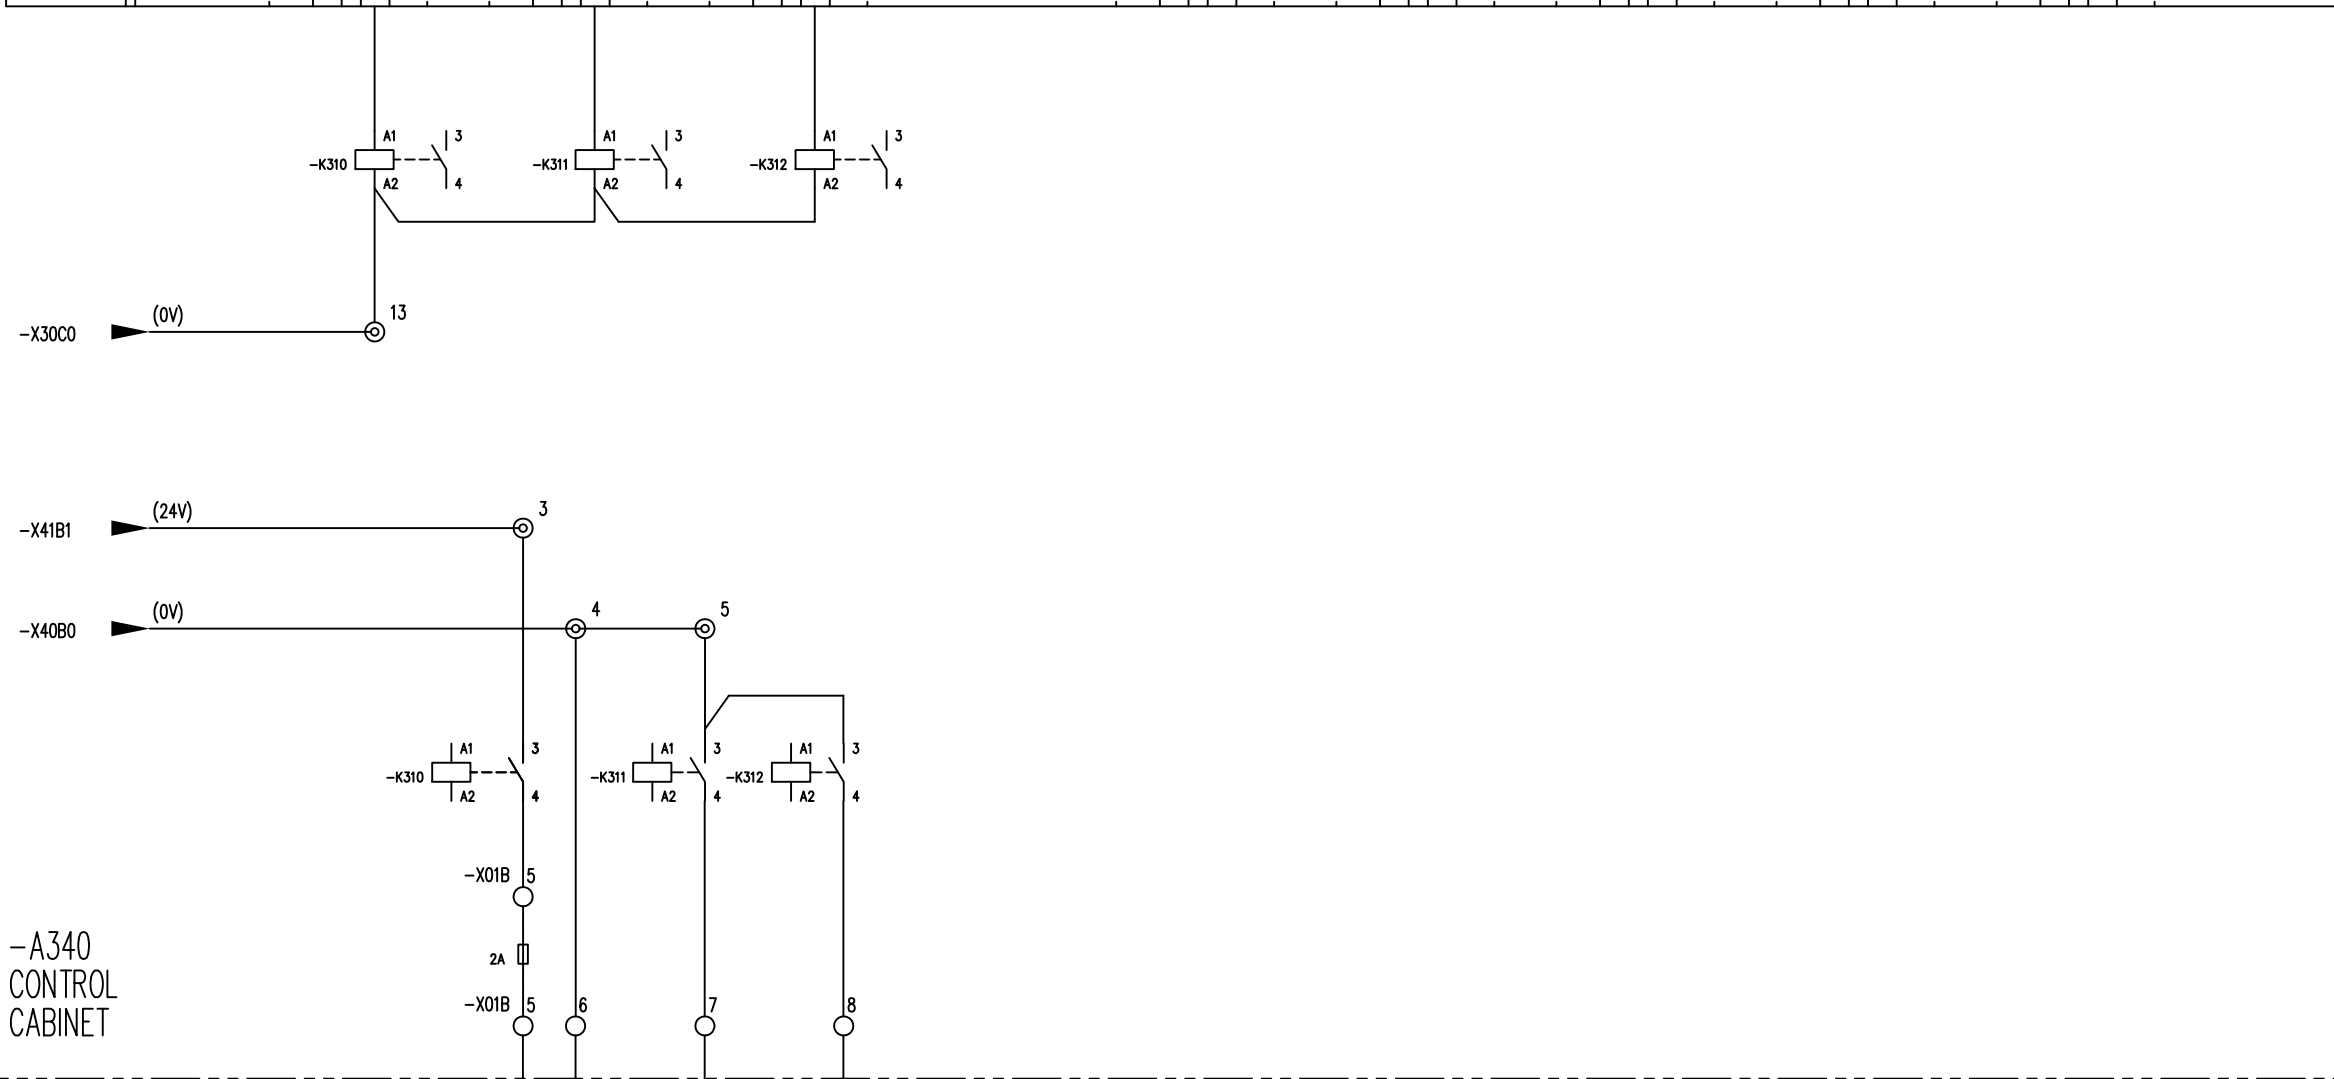 A1 3 A1 3 A1 3
-K310 -K311 -K312
A2 4 A2 4 A2 4
(0V) 13
-X30C0
(24V) 3
-X41B1
(0V) 4 5
-X40B0
A1 3 A1 3 A1 3
-K310 -K311 -K312
A2 4 A2 4 A2 4
-X01B 5
2A
-X01B 5 6 7 8
-A340
CONTROL
CABINET